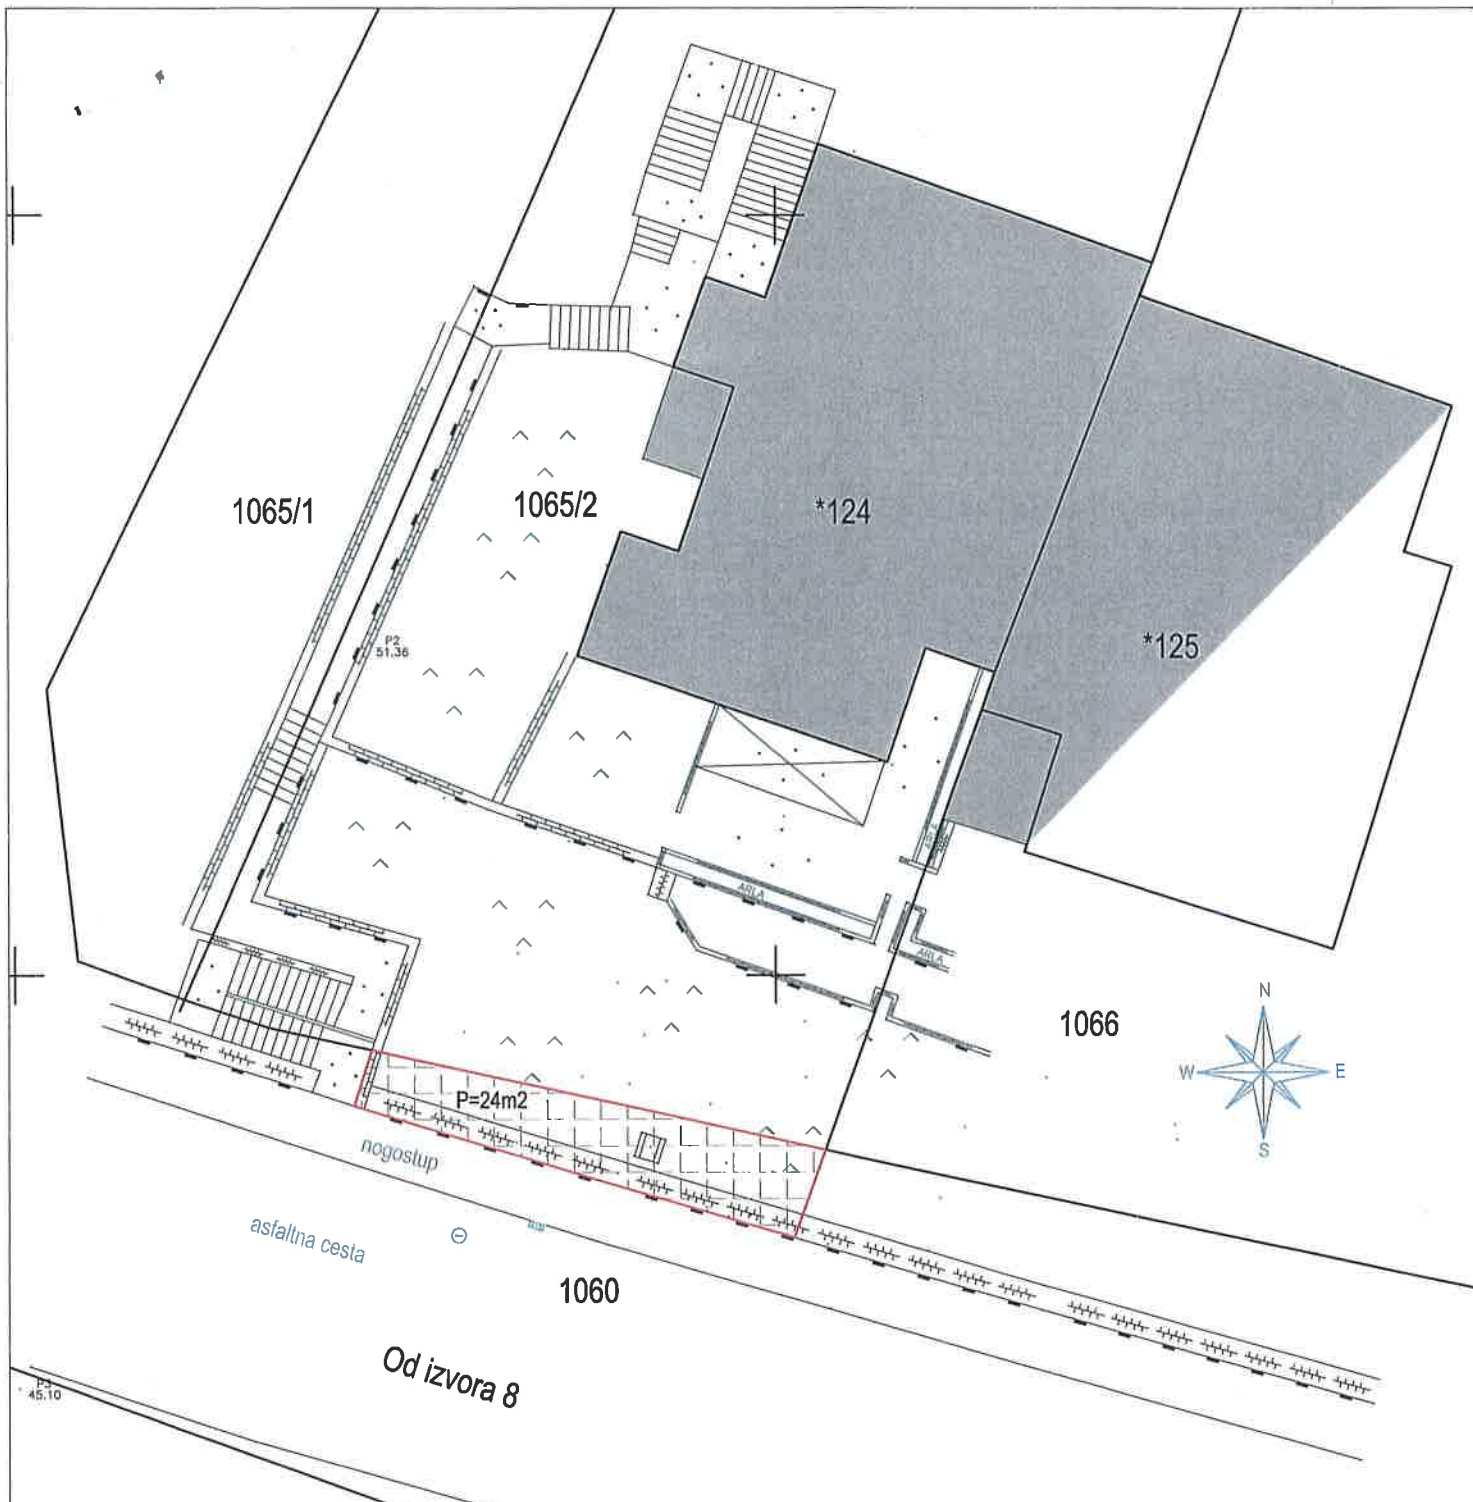 1065/1
1065/2
*124
*125
P2
51.36
ARLA
ARLA
1066
N
W
E
S
P=24m2
nogostup
asfaltna cesta
1060
Od izvora 8
P3
45.10